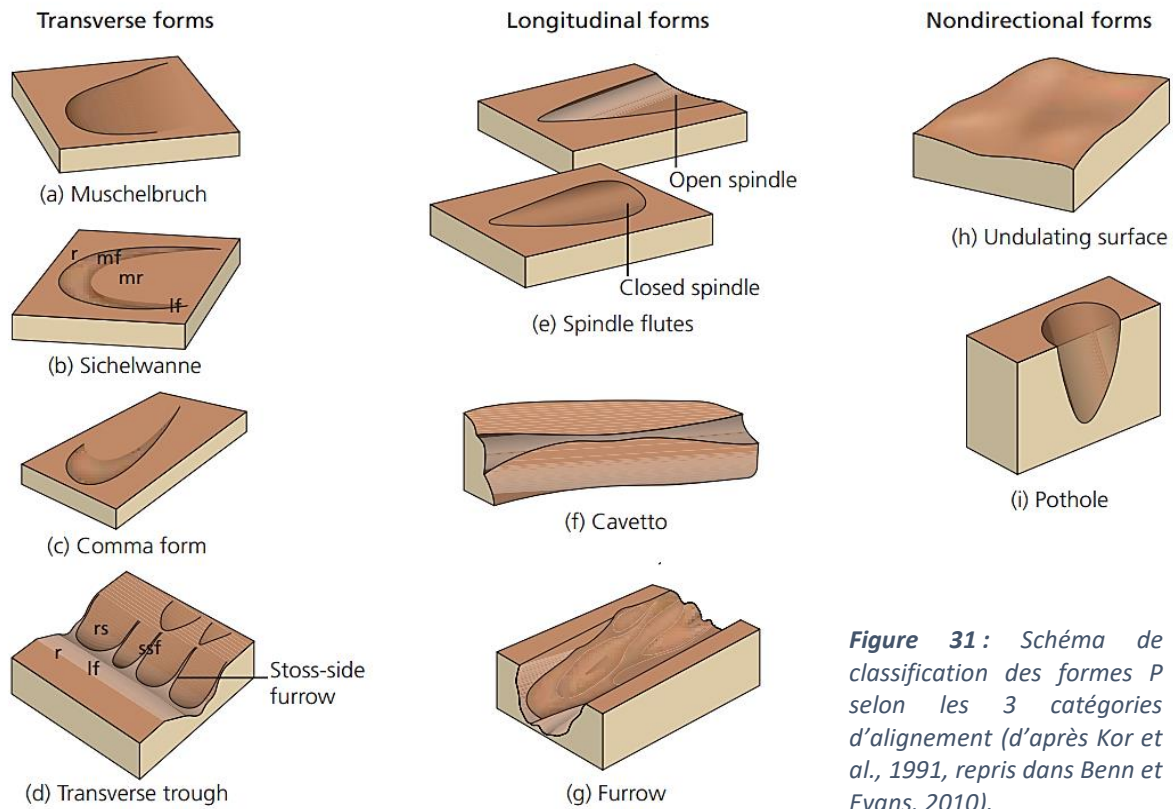 Transverse forms
(a) Muschelbruch
r
mf
mr
lf
(b) Sichelwanne
(c) Comma form
rs
ssf
r
lf
Stoss-side
furrow
(d) Transverse trough
Longitudinal forms
Open spindle
Closed spindle
(e) Spindle flutes
(f) Cavetto
(g) Furrow
Nondirectional forms
(h) Undulating surface
(i) Pothole
Figure 31 : Schéma de
classification des formes P
selon les 3 catégories
d’alignement (d’après Kor et
al., 1991, repris dans Benn et
Evans, 2010).